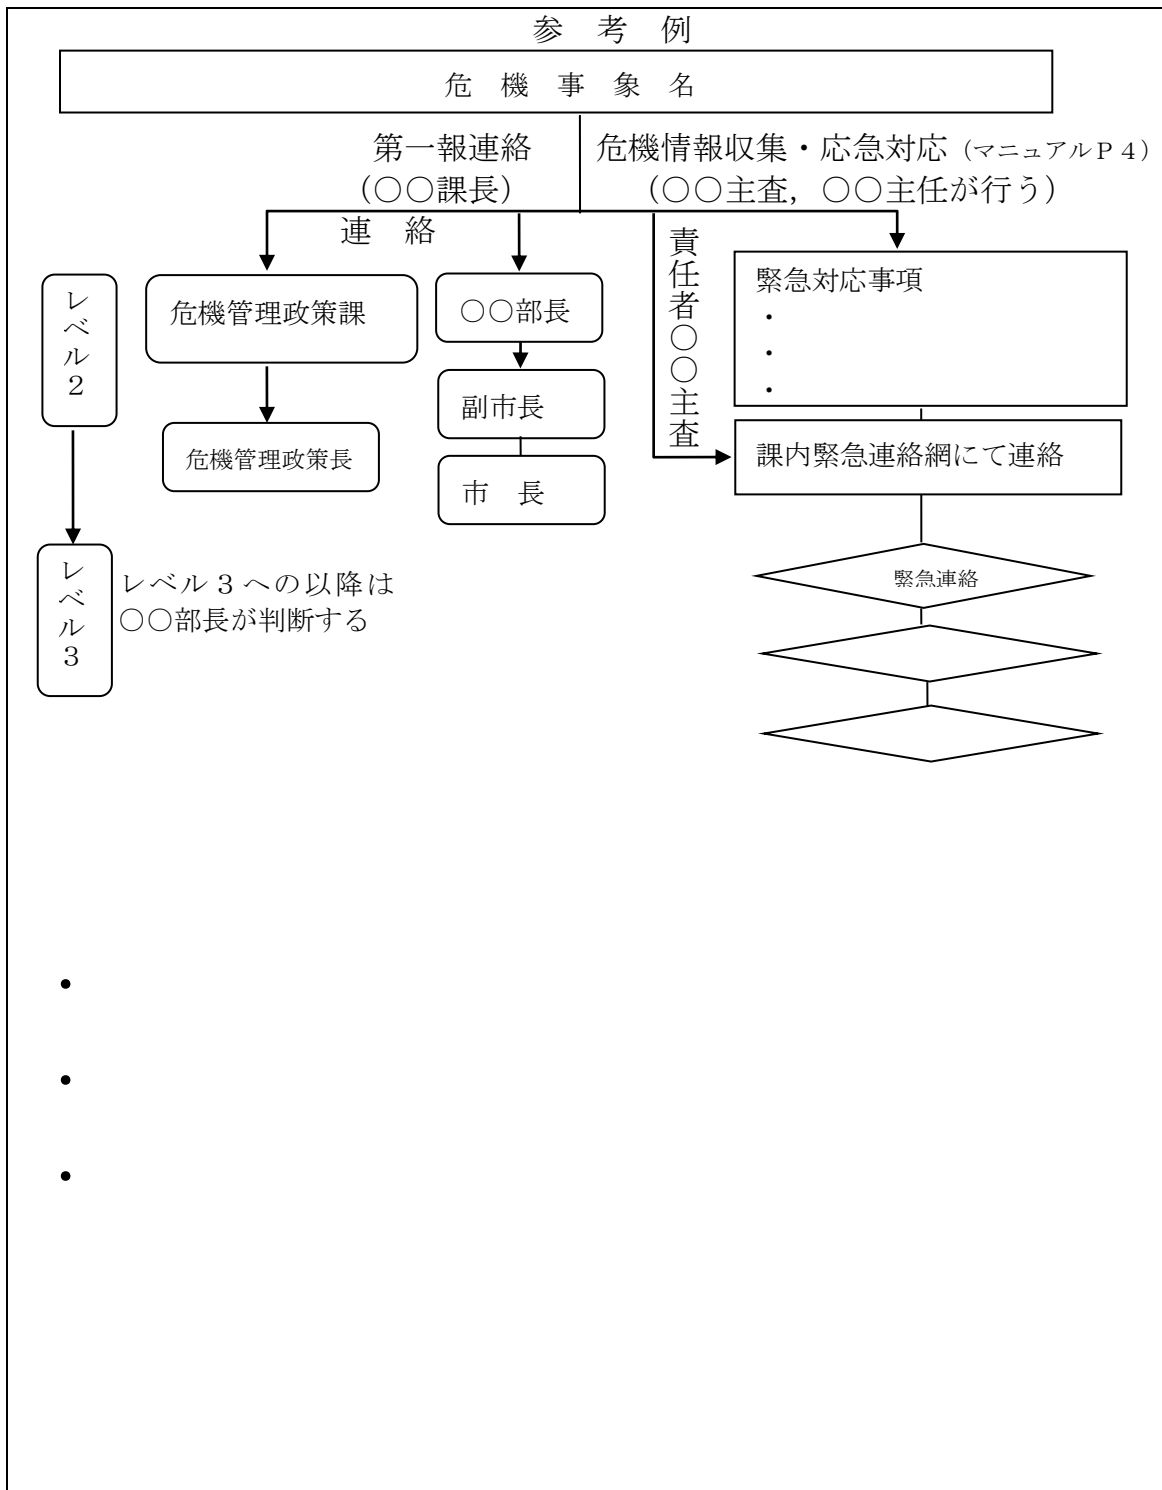 参　考　例
危　機　事　象　名
第一報連絡
（○○課長）
危機情報収集・応急対応（マニュアルＰ４）
（○○主査，○○主任が行う）
連　絡
責任者○○主査
レベル２
危機管理政策課
危機管理政策長
○○部長
副市長
市　長
緊急対応事項
・
・
・
課内緊急連絡網にて連絡
緊急連絡
レベル３
レベル３への以降は
○○部長が判断する
•
•
•